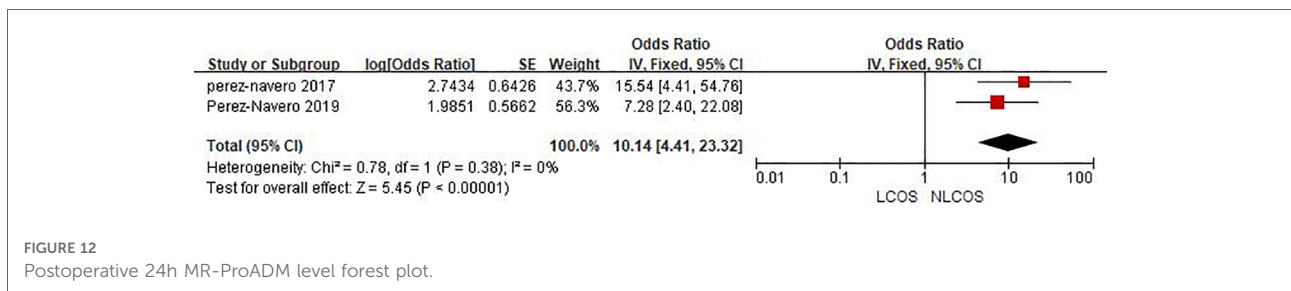 Odds Ratio Odds Ratio
Study or Subgroup log[Odds Ratio] SE Weight IV, Fixed, 95% CI IV, Fixed, 95% CI
perez-navero 2017 2.7434 0.6426 43.7% 15.54 [4.41, 54.76]
Perez-Navero 2019 1.9851 0.5662 56.3% 7.28 [2.40, 22.08]
Total (95% CI) 100.0% 10.14 [4.41, 23.32]
Heterogeneity: Chi² = 0.78, df = 1 (P = 0.38); I² = 0%
Test for overall effect: Z = 5.45 (P < 0.00001)
0.01 0.1 1 10 100
LCOS NLCOS
FIGURE 12
Postoperative 24h MR-ProADM level forest plot.